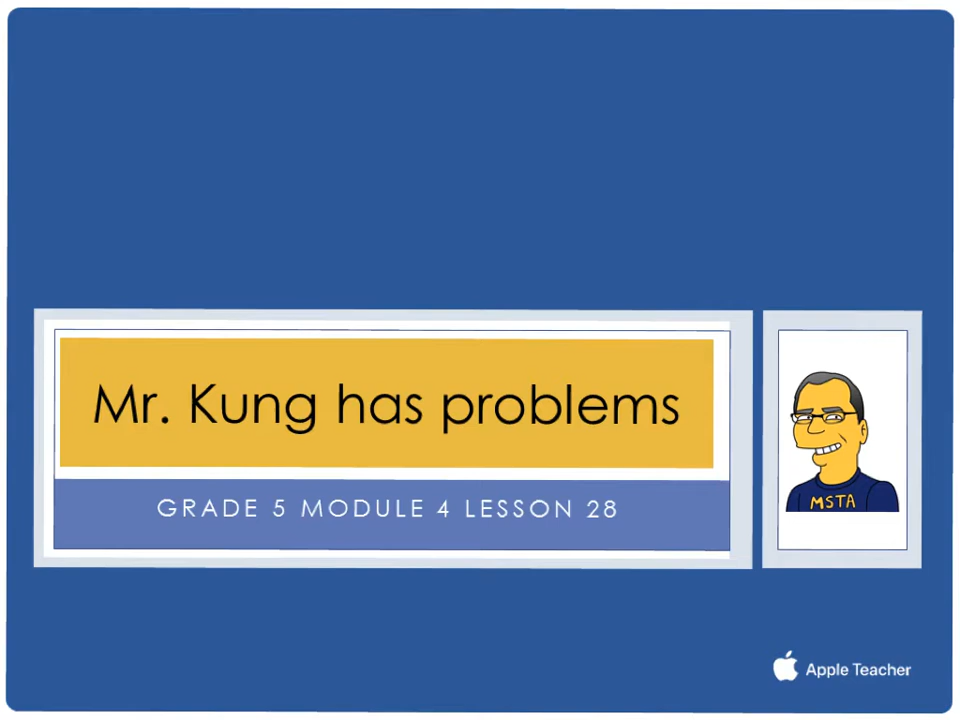 Mr. Kung has problems
GRADE 5 MODULE 4 LESSON 28
MSTA
Apple Teacher